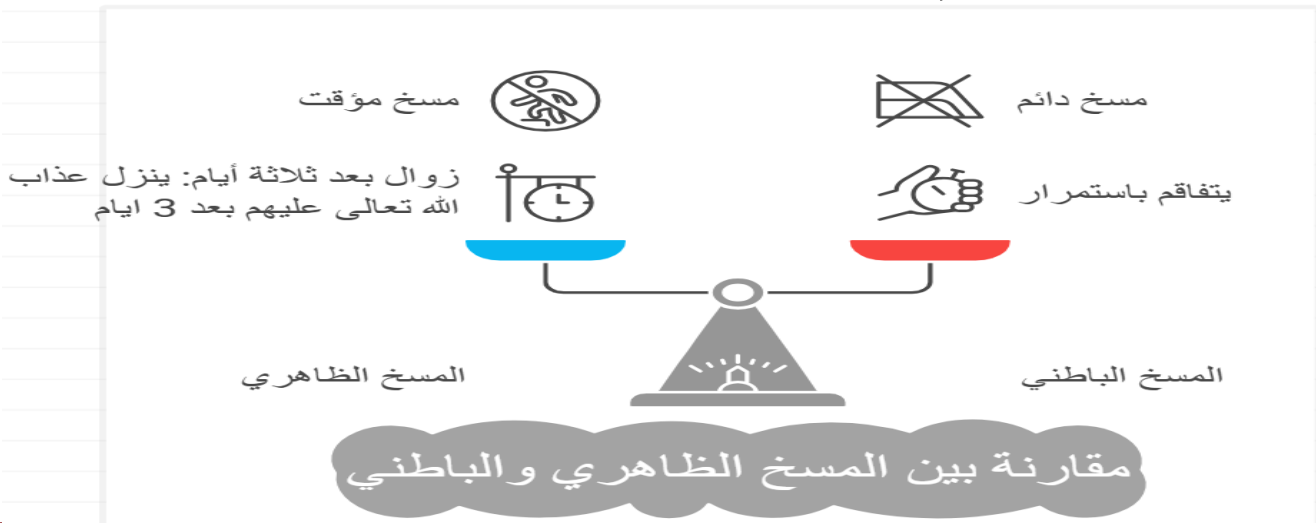 مسخ دائم
مسخ مؤقت
يتفاقم باستمرار
زوال بعد ثلاثة أيام: ينزل عذاب
الله تعالى عليهم بعد 3 ايام
المسخ الباطني
المسخ الظاهري
مقارنة بين المسخ الظاهري والباطني